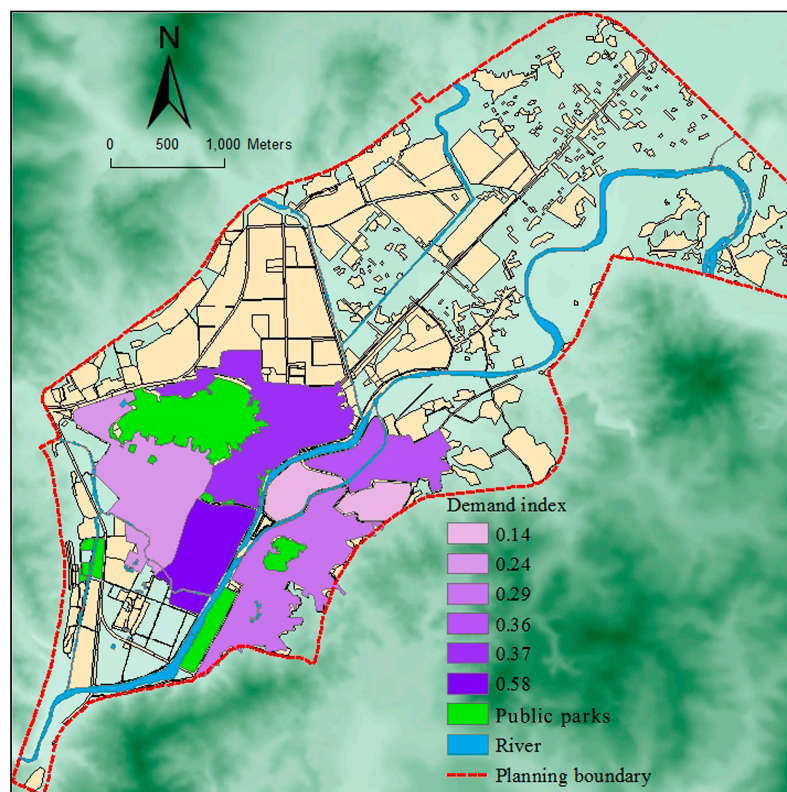 N
0 500 1,000 Meters
Demand index
0.14
0.24
0.29
0.36
0.37
0.58
Public parks
River
Planning boundary